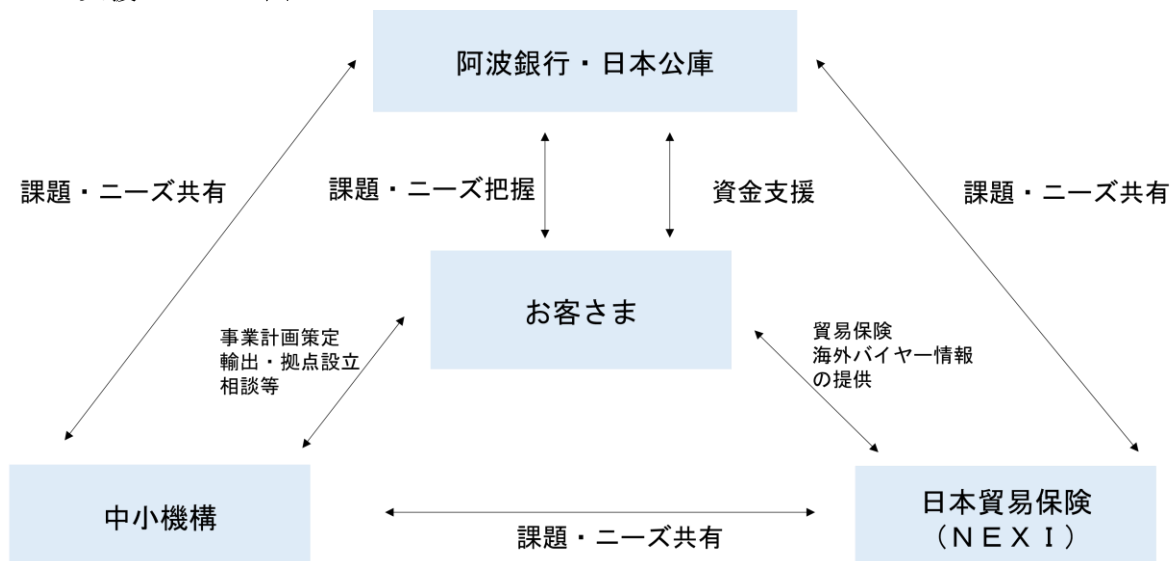 阿波銀行・日本公庫
課題・ニーズ共有
課題・ニーズ把握
資金支援
課題・ニーズ共有
お客さま
事業計画策定
輸出・拠点設立
相談等
貿易保険
海外バイヤー情報
の提供
中小機構
課題・ニーズ共有
日本貿易保険
（ＮＥＸＩ）